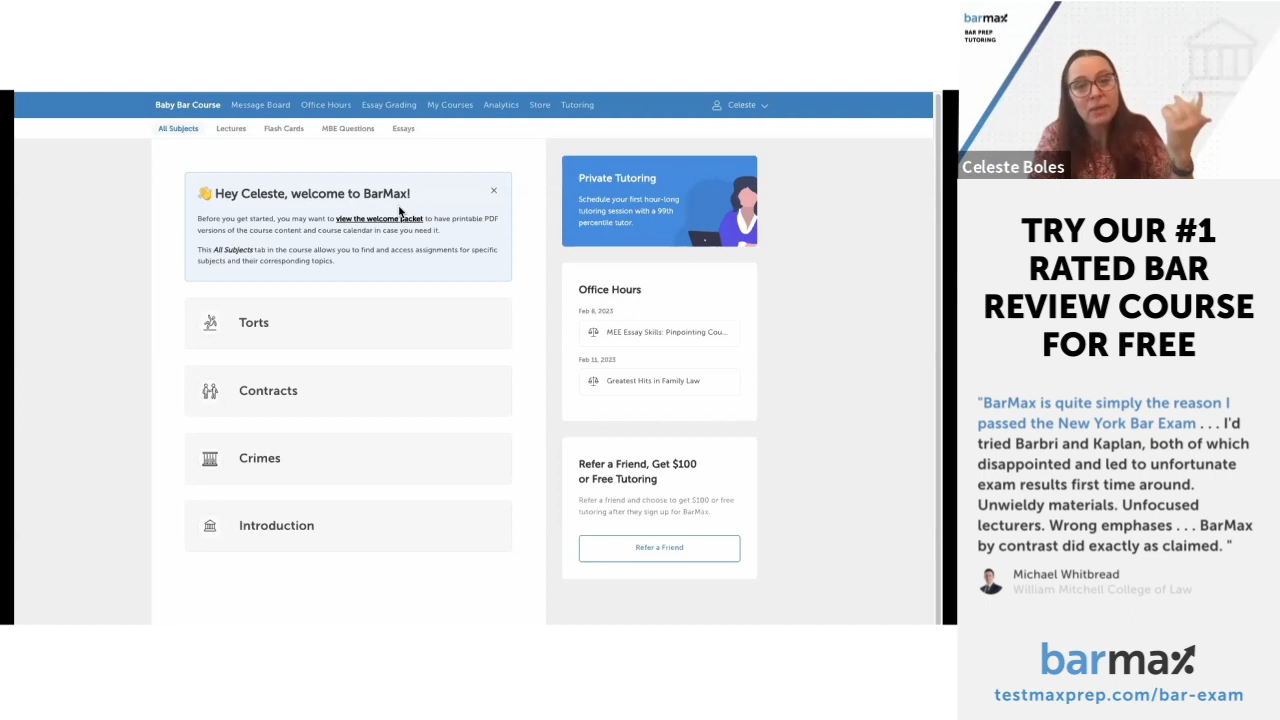 Baby Bar Course Message Board Office Hours Essay Grading My Courses Analytics Store Tutoring Celeste
All Subjects Lectures Flash Cards MBE Questions Essays
👋 Hey Celeste, welcome to BarMax!
Before you get started, you may want to view the welcome packet to have printable PDF
versions of the course content and course calendar in case you need it.
This All Subjects tab in the course allows you to find and access assignments for specific
subjects and their corresponding topics.
Torts
Contracts
Crimes
Introduction
Private Tutoring
Schedule your first hour-long
tutoring session with a 99th
percentile tutor.
Office Hours
Feb 8, 2023
MEE Essay Skills: Pinpointing Cou...
Feb 11, 2023
Greatest Hits in Family Law
Refer a Friend, Get $100
or Free Tutoring
Refer a friend and choose to get $100 or free
tutoring after they sign up for BarMax.
Refer a Friend
barmax
BAR PREP
TUTORING
Celeste Boles
TRY OUR #1
RATED BAR
REVIEW COURSE
FOR FREE
"BarMax is quite simply the reason I
passed the New York Bar Exam . . . I'd
tried Barbri and Kaplan, both of which
disappointed and led to unfortunate
exam results first time around.
Unwieldy materials. Unfocused
lecturers. Wrong emphases . . . BarMax
by contrast did exactly as claimed. "
Michael Whitbread
William Mitchell College of Law
barmax
testmaxprep.com/bar-exam